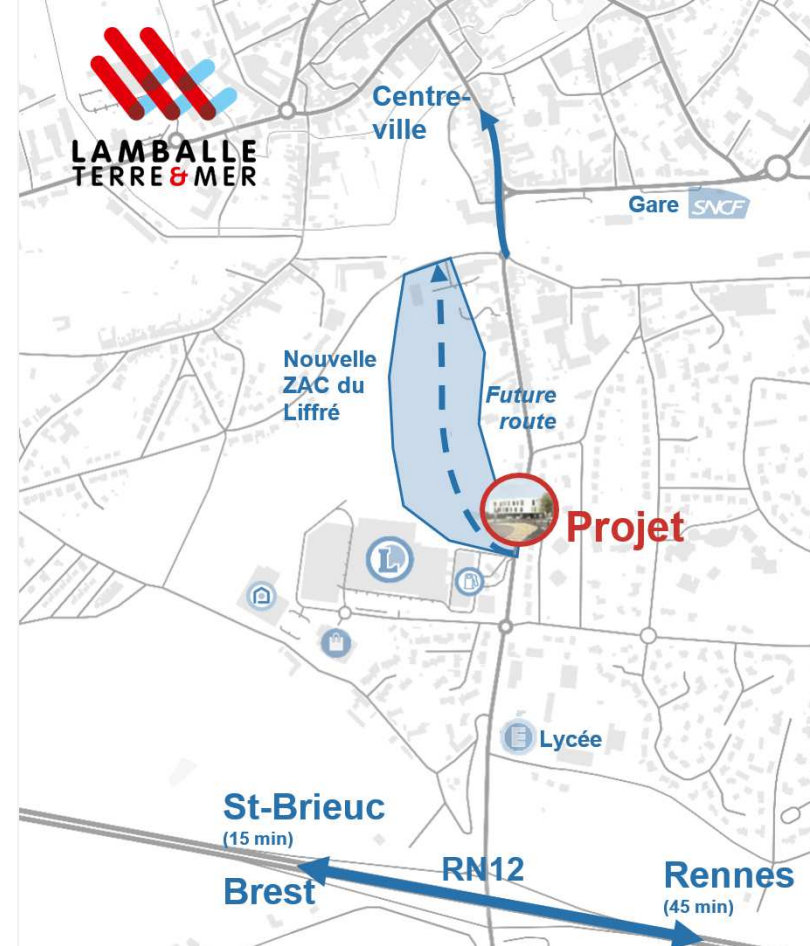 LAMBALLE
TERRE & MER
Centre-
ville
Gare SNCF
Nouvelle
ZAC du
Liffré
Future
route
Projet
L
Lycée
St-Brieuc
(15 min)
Brest
RN12
Rennes
(45 min)